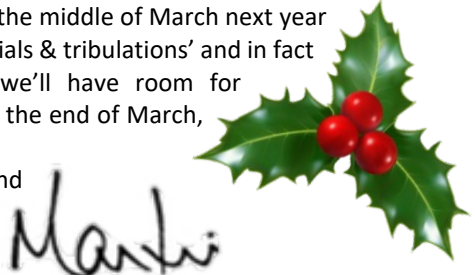 the middle of March next year
ials & tribulations’ and in fact
we’ll have room for
the end of March,
nd
Martin